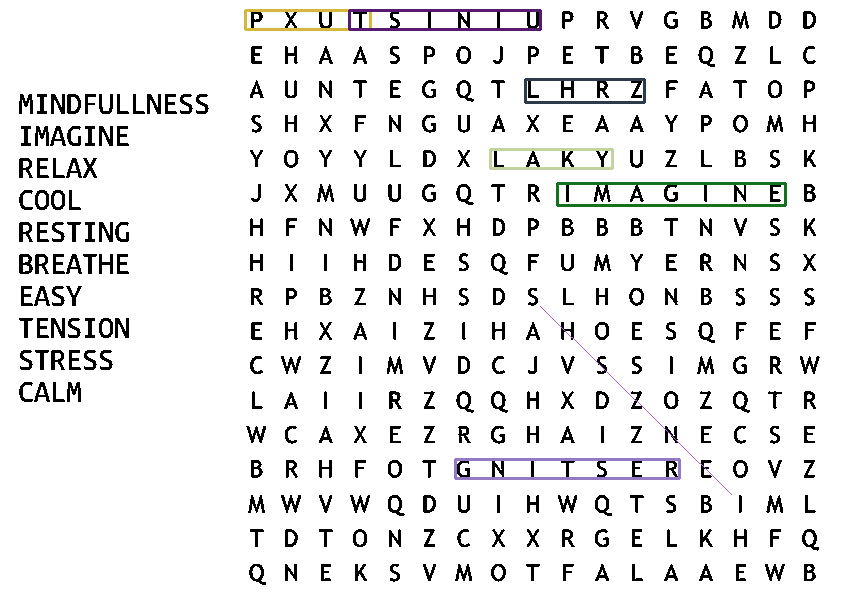 P X U T S I N I U P R V G B M D D
E H A A S P O J P E T B E Q Z L C
A U N T E G Q T L H R Z F A T O P
MINDFULLNESS
S H X F N G U A X E A A Y P O M H
IMAGINE
Y O Y Y L D X L A K Y U Z L B S K
RELAX
J X M U U G Q T R I M A G I N E B
COOL
H F N W F X H D P B B B T N V S K
RESTING
H I I H D E S Q F U M Y E R N S X
BREATHE
R P B Z N H S D S L H O N B S S S
EASY
E H X A I Z I H A H O E S Q F E F
TENSION
C W Z I M V D C J V S S I M G R W
STRESS
L A I I R Z Q Q H X D Z O Z Q T R
CALM
W C A X E Z R G H A I Z N E C S E
B R H F O T G N I T S E R E O V Z
M W V W Q D U I H W Q T S B I M L
T D T O N Z C X X R G E L K H F Q
Q N E K S V M O T F A L A A E W B